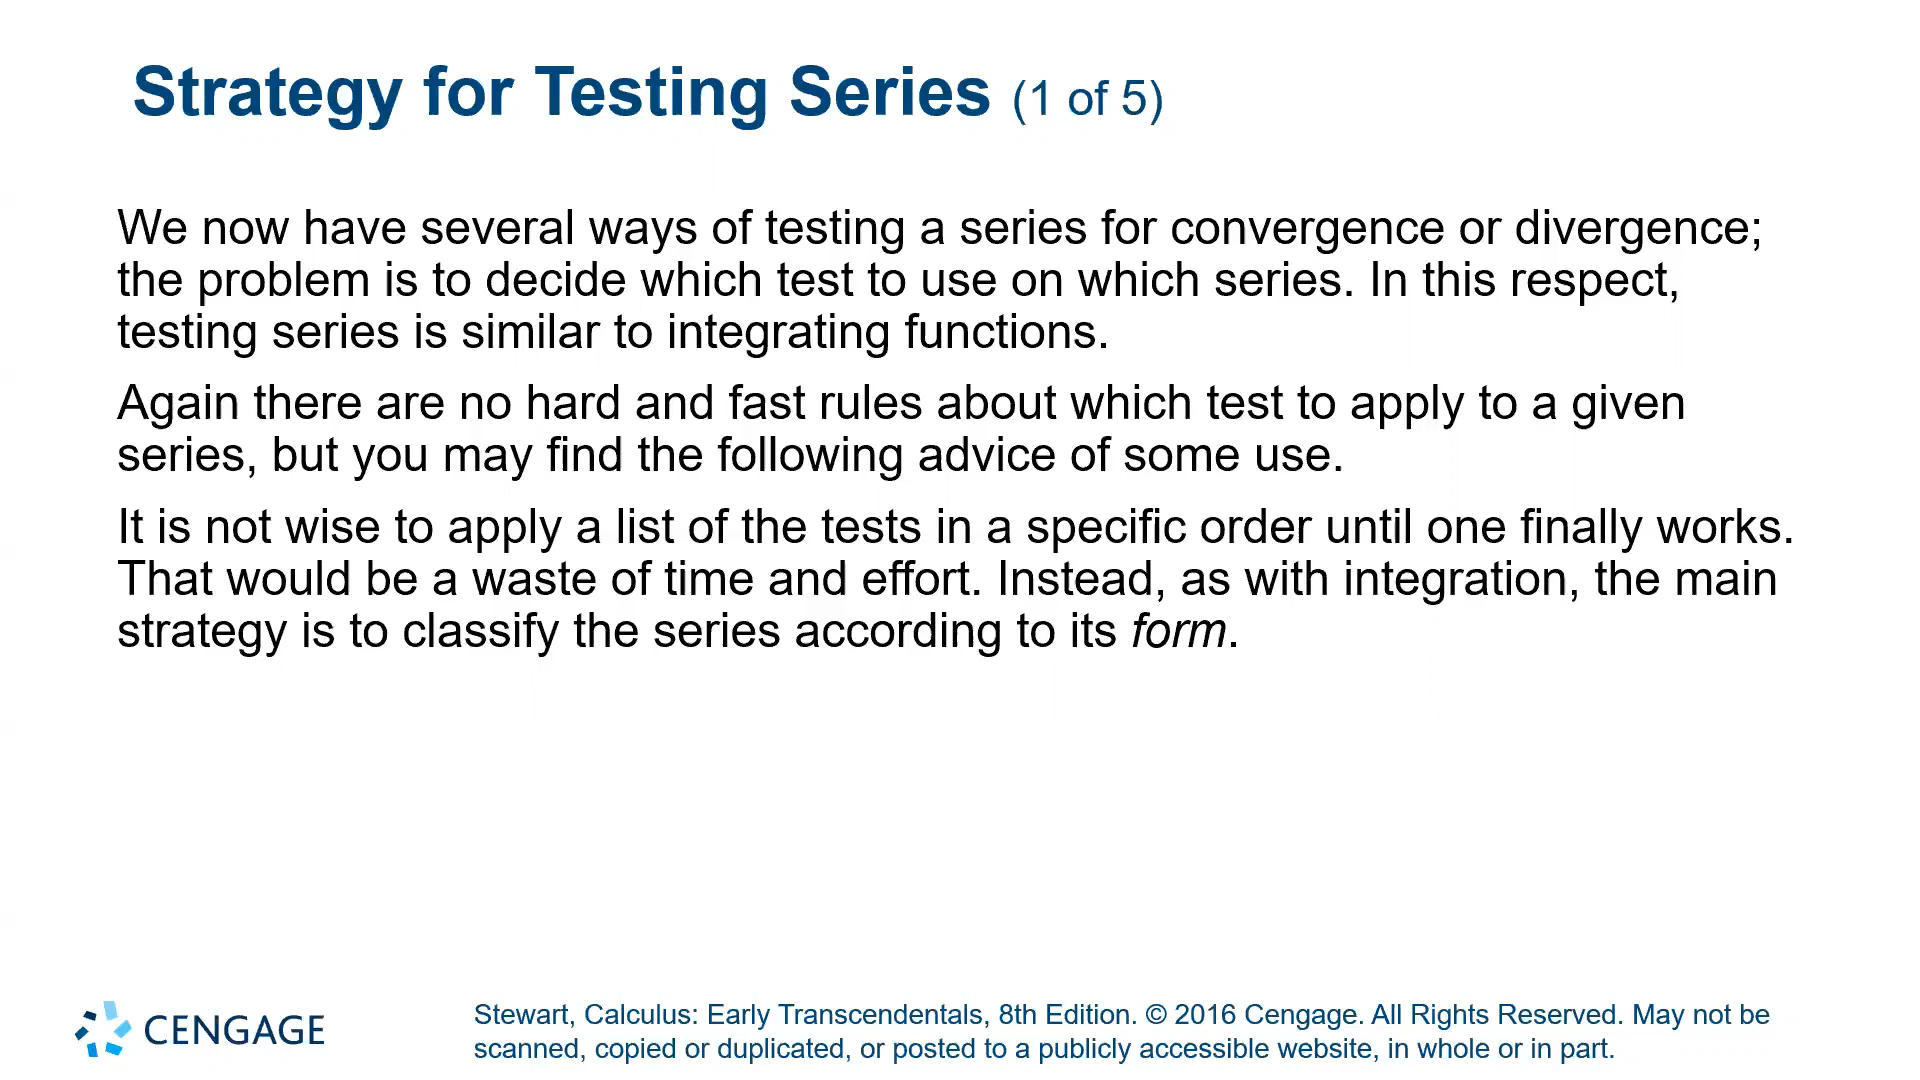 Strategy for Testing Series (1 of 5)
We now have several ways of testing a series for convergence or divergence;
the problem is to decide which test to use on which series. In this respect,
testing series is similar to integrating functions.
Again there are no hard and fast rules about which test to apply to a given
series, but you may find the following advice of some use.
It is not wise to apply a list of the tests in a specific order until one finally works.
That would be a waste of time and effort. Instead, as with integration, the main
strategy is to classify the series according to its form.
CENGAGE
Stewart, Calculus: Early Transcendentals, 8th Edition. © 2016 Cengage. All Rights Reserved. May not be
scanned, copied or duplicated, or posted to a publicly accessible website, in whole or in part.